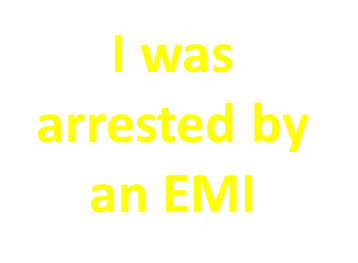 I was
arrested by
an EMI